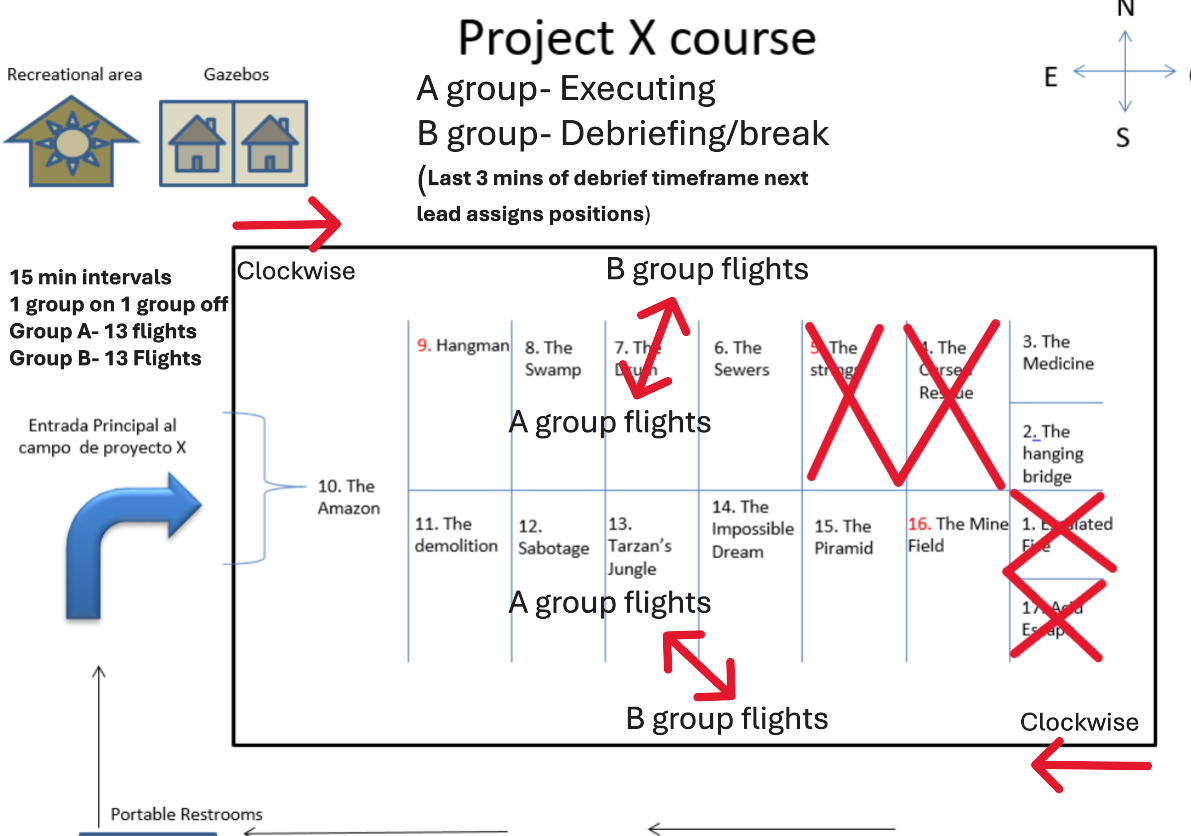 Project X course
N
E
S
Recreational area
Gazebos
A group- Executing
B group- Debriefing/break
(Last 3 mins of debrief timeframe next
lead assigns positions)
15 min intervals
1 group on 1 group off
Group A- 13 flights
Group B- 13 Flights
Clockwise
B group flights
9. Hangman
8. The
Swamp
7. The
Drum
6. The
Sewers
5. The
strings
4. The
Cursed
Rescue
3. The
Medicine
2. The
hanging
bridge
A group flights
Entrada Principal al
campo de proyecto X
10. The
Amazon
11. The
demolition
12.
Sabotage
13.
Tarzan's
Jungle
14. The
Impossible
Dream
15. The
Piramid
16. The Mine
Field
1.
Fire
17. Acid
Escape
A group flights
B group flights
Clockwise
Portable Restrooms